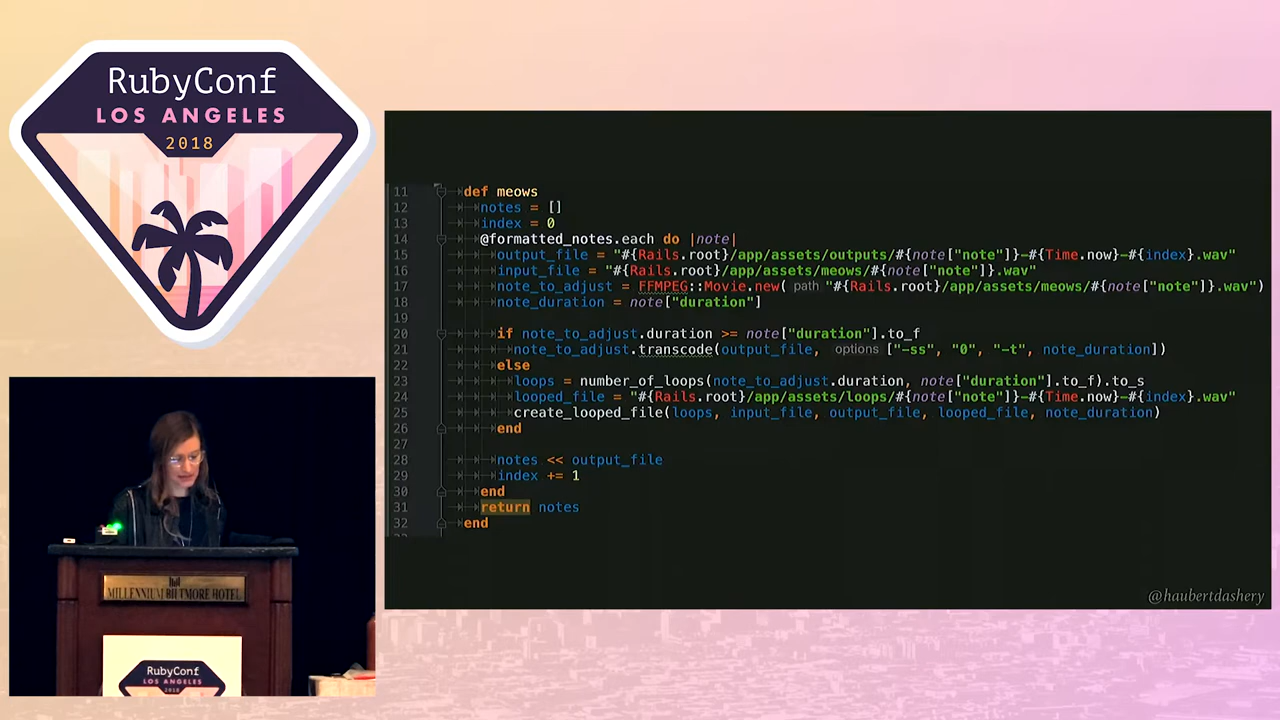 RubyConf
LOS ANGELES
2018
11 def meows
12 notes = []
13 index = 0
14 @formatted_notes.each do |note|
15 output_file = "#{Rails.root}/app/assets/outputs/#{note["note"]}-#{Time.now}-#{index}.wav"
16 input_file = "#{Rails.root}/app/assets/meows/#{note["note"]}.wav"
17 note_to_adjust = FFMPEG::Movie.new( path "#{Rails.root}/app/assets/meows/#{note["note"]}.wav")
18 note_duration = note["duration"]
19
20 if note_to_adjust.duration >= note["duration"].to_f
21 note_to_adjust.transcode(output_file, options ["-ss", "0", "-t", note_duration])
22 else
23 loops = number_of_loops(note_to_adjust.duration, note["duration"].to_f).to_s
24 looped_file = "#{Rails.root}/app/assets/loops/#{note["note"]}-#{Time.now}-#{index}.wav"
25 create_looped_file(loops, input_file, output_file, looped_file, note_duration)
26 end
27
28 notes << output_file
29 index += 1
30 end
31 return notes
32 end
@haubertdashery
MILLENNIUM BILTMORE HOTEL
RubyConf
LOS ANGELES
2018